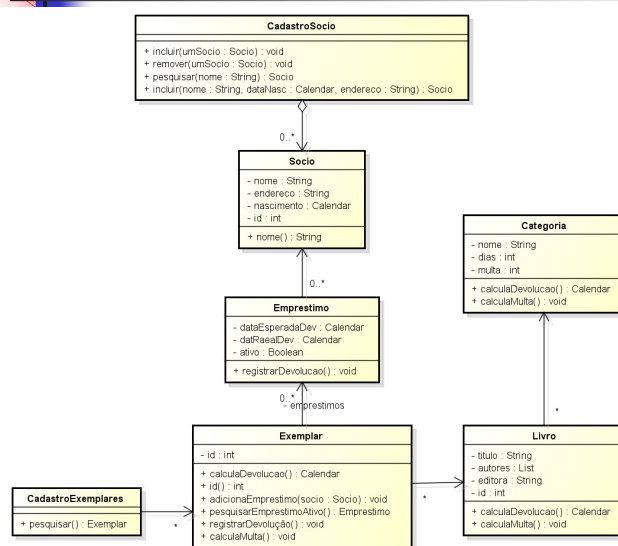 CadastroSocio
+ incluir(umSocio : Socio) : void
+ remover(umSocio : Socio) : void
+ pesquisar(nome : String) : Socio
+ incluir(nome : String, dataNasc : Calendar, endereco : String) : Socio
0..*
Socio
- nome : String
- endereco : String
- nascimento : Calendar
- id : int
+ nome() : String
0..*
Categoria
- nome : String
- dias : int
- multa : int
+ calculaDevolucao() : Calendar
+ calculaMulta() : void
*
Emprestimo
- dataEsperadaDev : Calendar
- datRaealDev : Calendar
- ativo : Boolean
+ registrarDevolucao() : void
0..*
- emprestimos
Exemplar
- id : int
+ calculaDevolucao() : Calendar
+ id() : int
+ adicionaEmprestimo(socio : Socio) : void
+ pesquisarEmprestimoAtivo() : Emprestimo
+ registrarDevolução() : void
+ calculaMulta() : void
*
Livro
- titulo : String
- autores : List
- editora : String
- id : int
+ calculaDevolucao() : Calendar
+ calculaMulta() : void
CadastroExemplares
+ pesquisar() : Exemplar
*